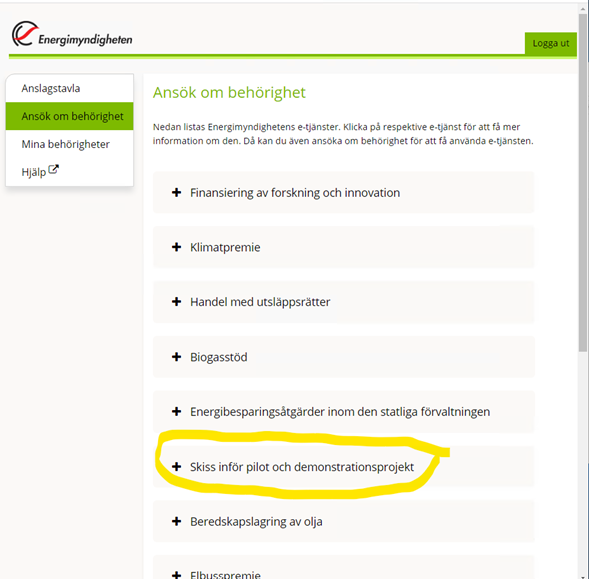 Energimyndigheten
Logga ut
Anslagstavla
Ansök om behörighet
Mina behörigheter
Hjälp
Ansök om behörighet
Nedan listas Energimyndighetens e-tjänster. Klicka på respektive e-tjänst för att få mer
information om den. Då kan du även ansöka om behörighet för att få använda e-tjänsten.
+ Finansiering av forskning och innovation
+ Klimatpremie
+ Handel med utsläppsrätter
+ Biogasstöd
+ Energibesparingsåtgärder inom den statliga förvaltningen
+ Skiss inför pilot och demonstrationsprojekt
+ Beredskapslagring av olja
+ Elbusspremie